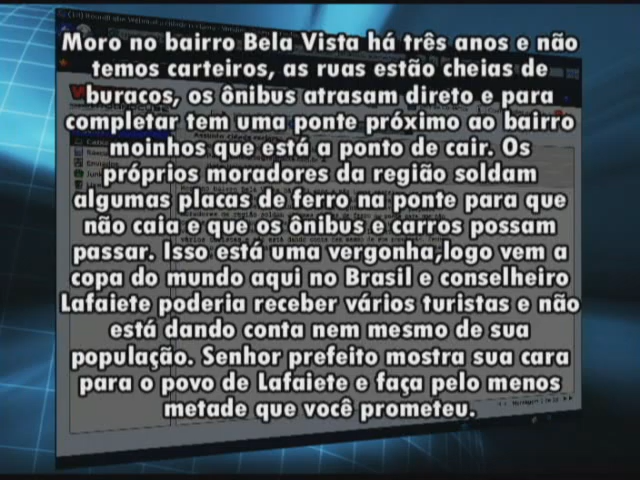 Moro no bairro Bela Vista há três anos e não
temos carteiros, as ruas estão cheias de
buracos, os ônibus atrasam direto e para
completar tem uma ponte próximo ao bairro
moinhos que está a ponto de cair. Os
próprios moradores da região soldam
algumas placas de ferro na ponte para que
não caia e que os ônibus e carros possam
passar. Isso está uma vergonha,logo vem a
copa do mundo aqui no Brasil e conselheiro
Lafaiete poderia receber vários turistas e não
está dando conta nem mesmo de sua
população. Senhor prefeito mostra sua cara
para o povo de Lafaiete e faça pelo menos
metade que você prometeu.